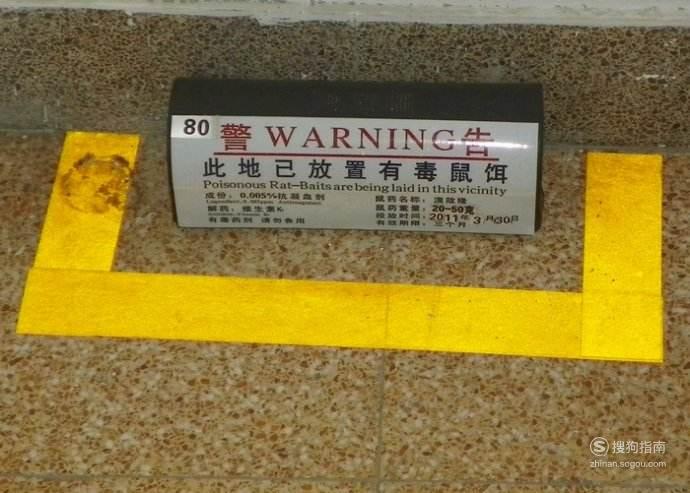 80
警 WARNING 告
此地已放置有毒鼠饵
Poisonous Rat-Baits are being laid in this vicinity
成份：0.005%抗凝血剂
解药：维生素K₁
有毒药剂 请勿食用
鼠药名称：溴敌隆
鼠药重量：20-50克
投放时间：2011年3月30日
有效期限：三个月
搜狗指南
zhinan.sogou.com